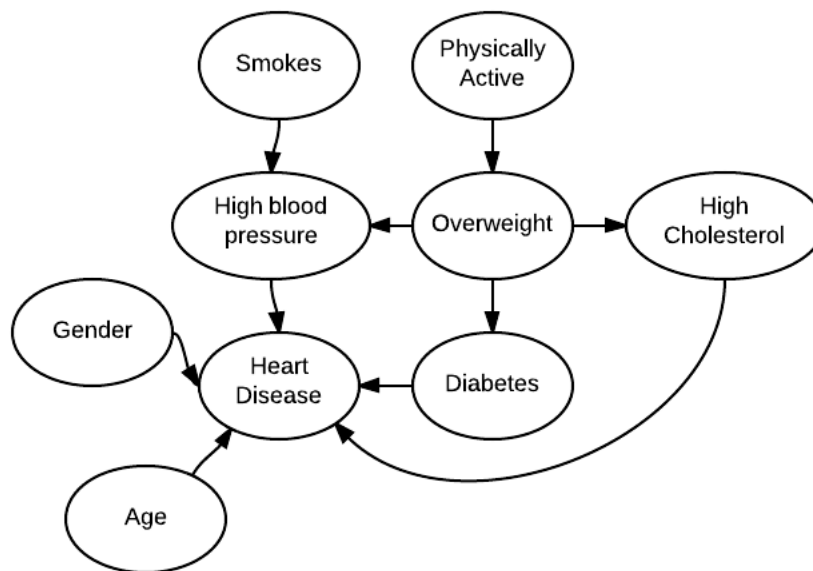 Smokes
Physically
Active
High blood
pressure
Overweight
High
Cholesterol
Gender
Heart
Disease
Diabetes
Age